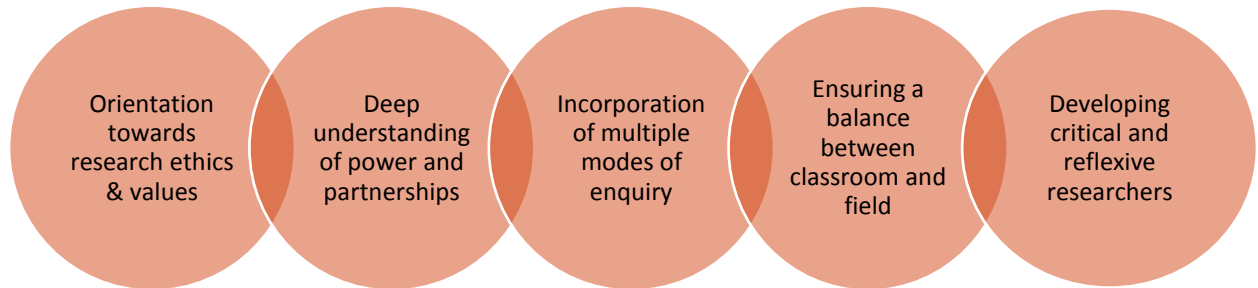 Orientation
towards
research ethics
& values
Deep
understanding
of power and
partnerships
Incorporation
of multiple
modes of
enquiry
Ensuring a
balance
between
classroom and
field
Developing
critical and
reflexive
researchers